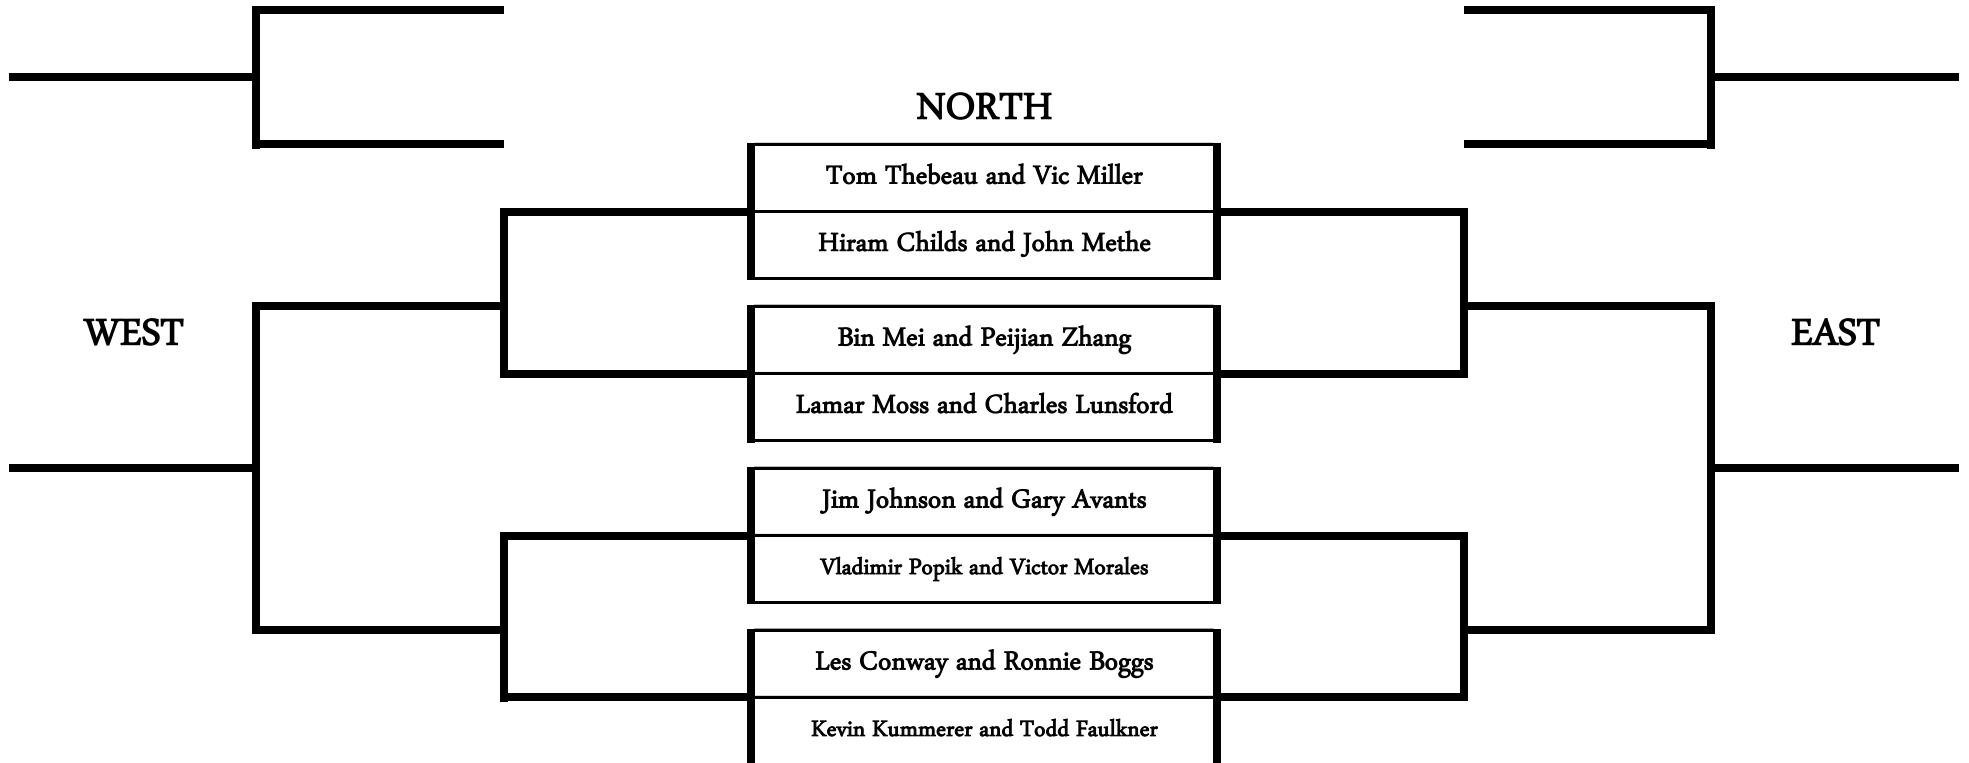 NORTH
Tom Thebeau and Vic Miller
Hiram Childs and John Methe
WEST
EAST
Bin Mei and Peijian Zhang
Lamar Moss and Charles Lunsford
Jim Johnson and Gary Avants
Vladimir Popik and Victor Morales
Les Conway and Ronnie Boggs
Kevin Kummerer and Todd Faulkner